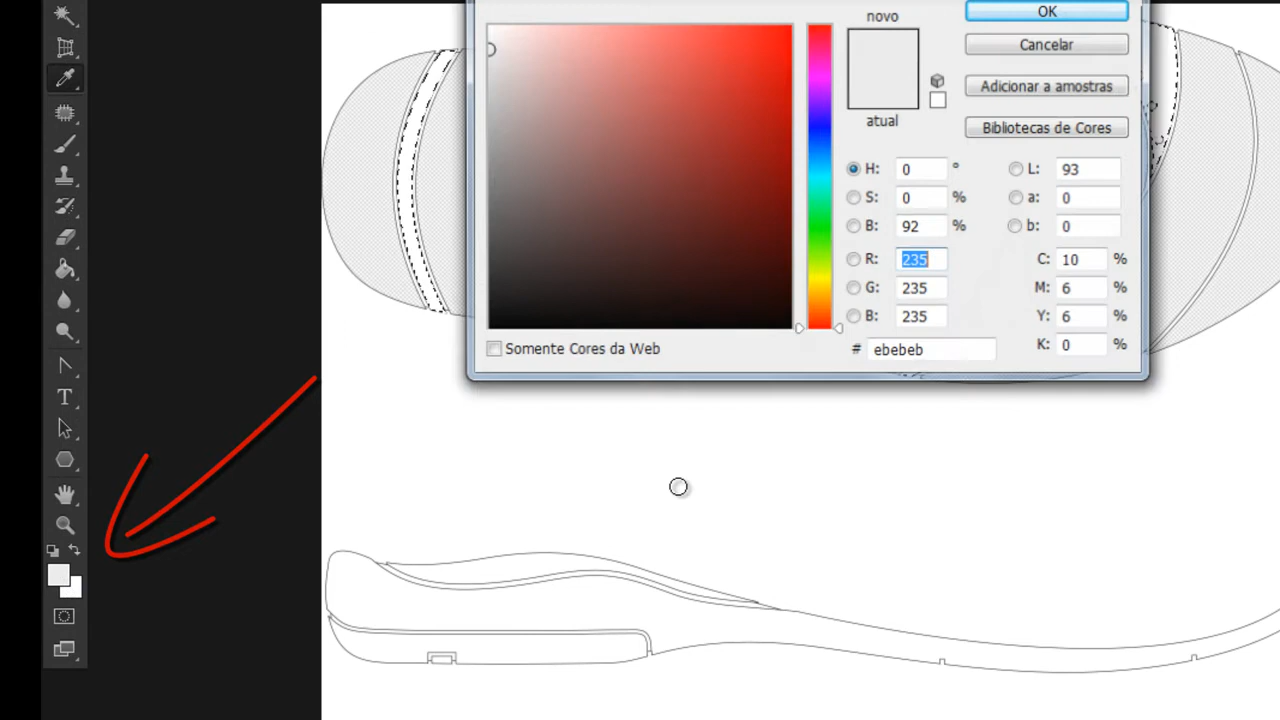 novo
OK
Cancelar
Adicionar a amostras
atual
Bibliotecas de Cores
H: 0 ° L: 93
S: 0 % a: 0
B: 92 % b: 0
R: 235 C: 10 %
G: 235 M: 6 %
B: 235 Y: 6 %
# ebebeb K: 0 %
Somente Cores da Web
T